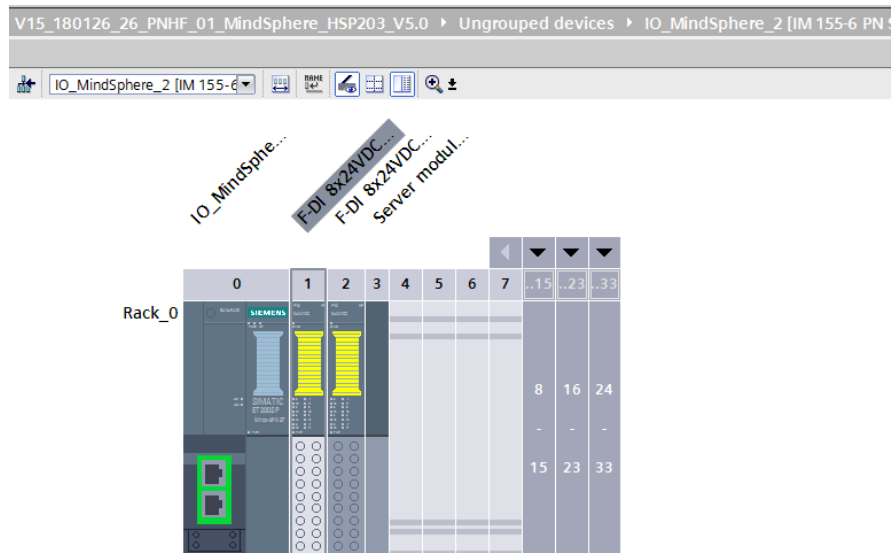 V15_180126_26_PNHF_01_MindSphere_HSP203_V5.0 ▸ Ungrouped devices ▸ IO_MindSphere_2 [IM 155-6 PN S
IO_MindSphere_2 [IM 155-6
NAME
IO_MindSphe...
F-DI 8x24VDC...
F-DI 8x24VDC...
Server modul...
0 1 2 3 4 5 6 7 ..15 ..23 ..33
Rack_0
SIEMENS
SIMATIC
ET 200SP
8 16 24
- - -
15 23 33